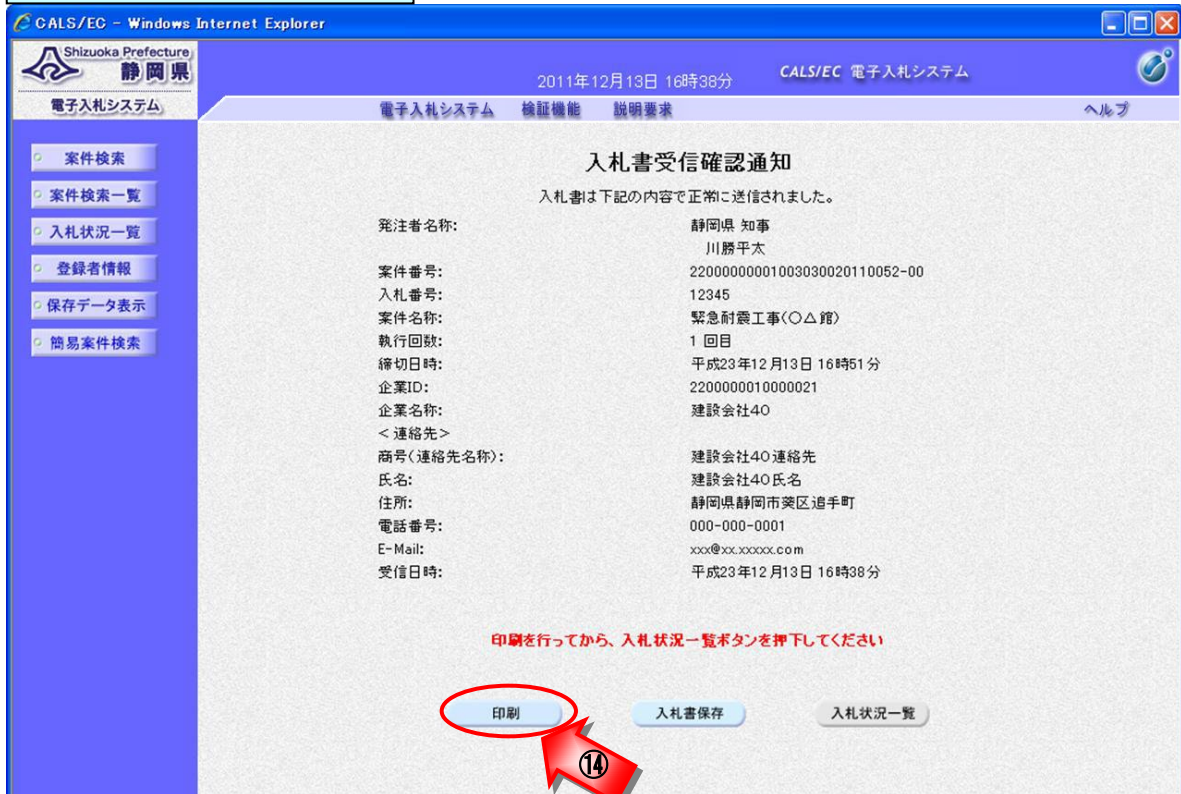 CALS/EC - Windows Internet Explorer
Shizuoka Prefecture
静岡県
電子入札システム
2011年12月13日 16時38分
CALS/EC 電子入札システム
電子入札システム 検証機能 説明要求 ヘルプ
案件検索
案件検索一覧
入札状況一覧
登録者情報
保存データ表示
簡易案件検索
入札書受信確認通知
入札書は下記の内容で正常に送信されました。
発注者名称: 静岡県 知事
川勝平太
案件番号: 22000000001003030020110052-00
入札番号: 12345
案件名称: 緊急耐震工事(○△館)
執行回数: 1 回目
締切日時: 平成23年12月13日 16時51分
企業ID: 2200000010000021
企業名称: 建設会社40
<連絡先>
商号(連絡先名称): 建設会社40連絡先
氏名: 建設会社40氏名
住所: 静岡県静岡市葵区追手町
電話番号: 000-000-0001
E-Mail: xxx@xx.xxxxx.com
受信日時: 平成23年12月13日 16時38分
印刷を行ってから、入札状況一覧ボタンを押下してください
印刷 入札書保存 入札状況一覧
⑭